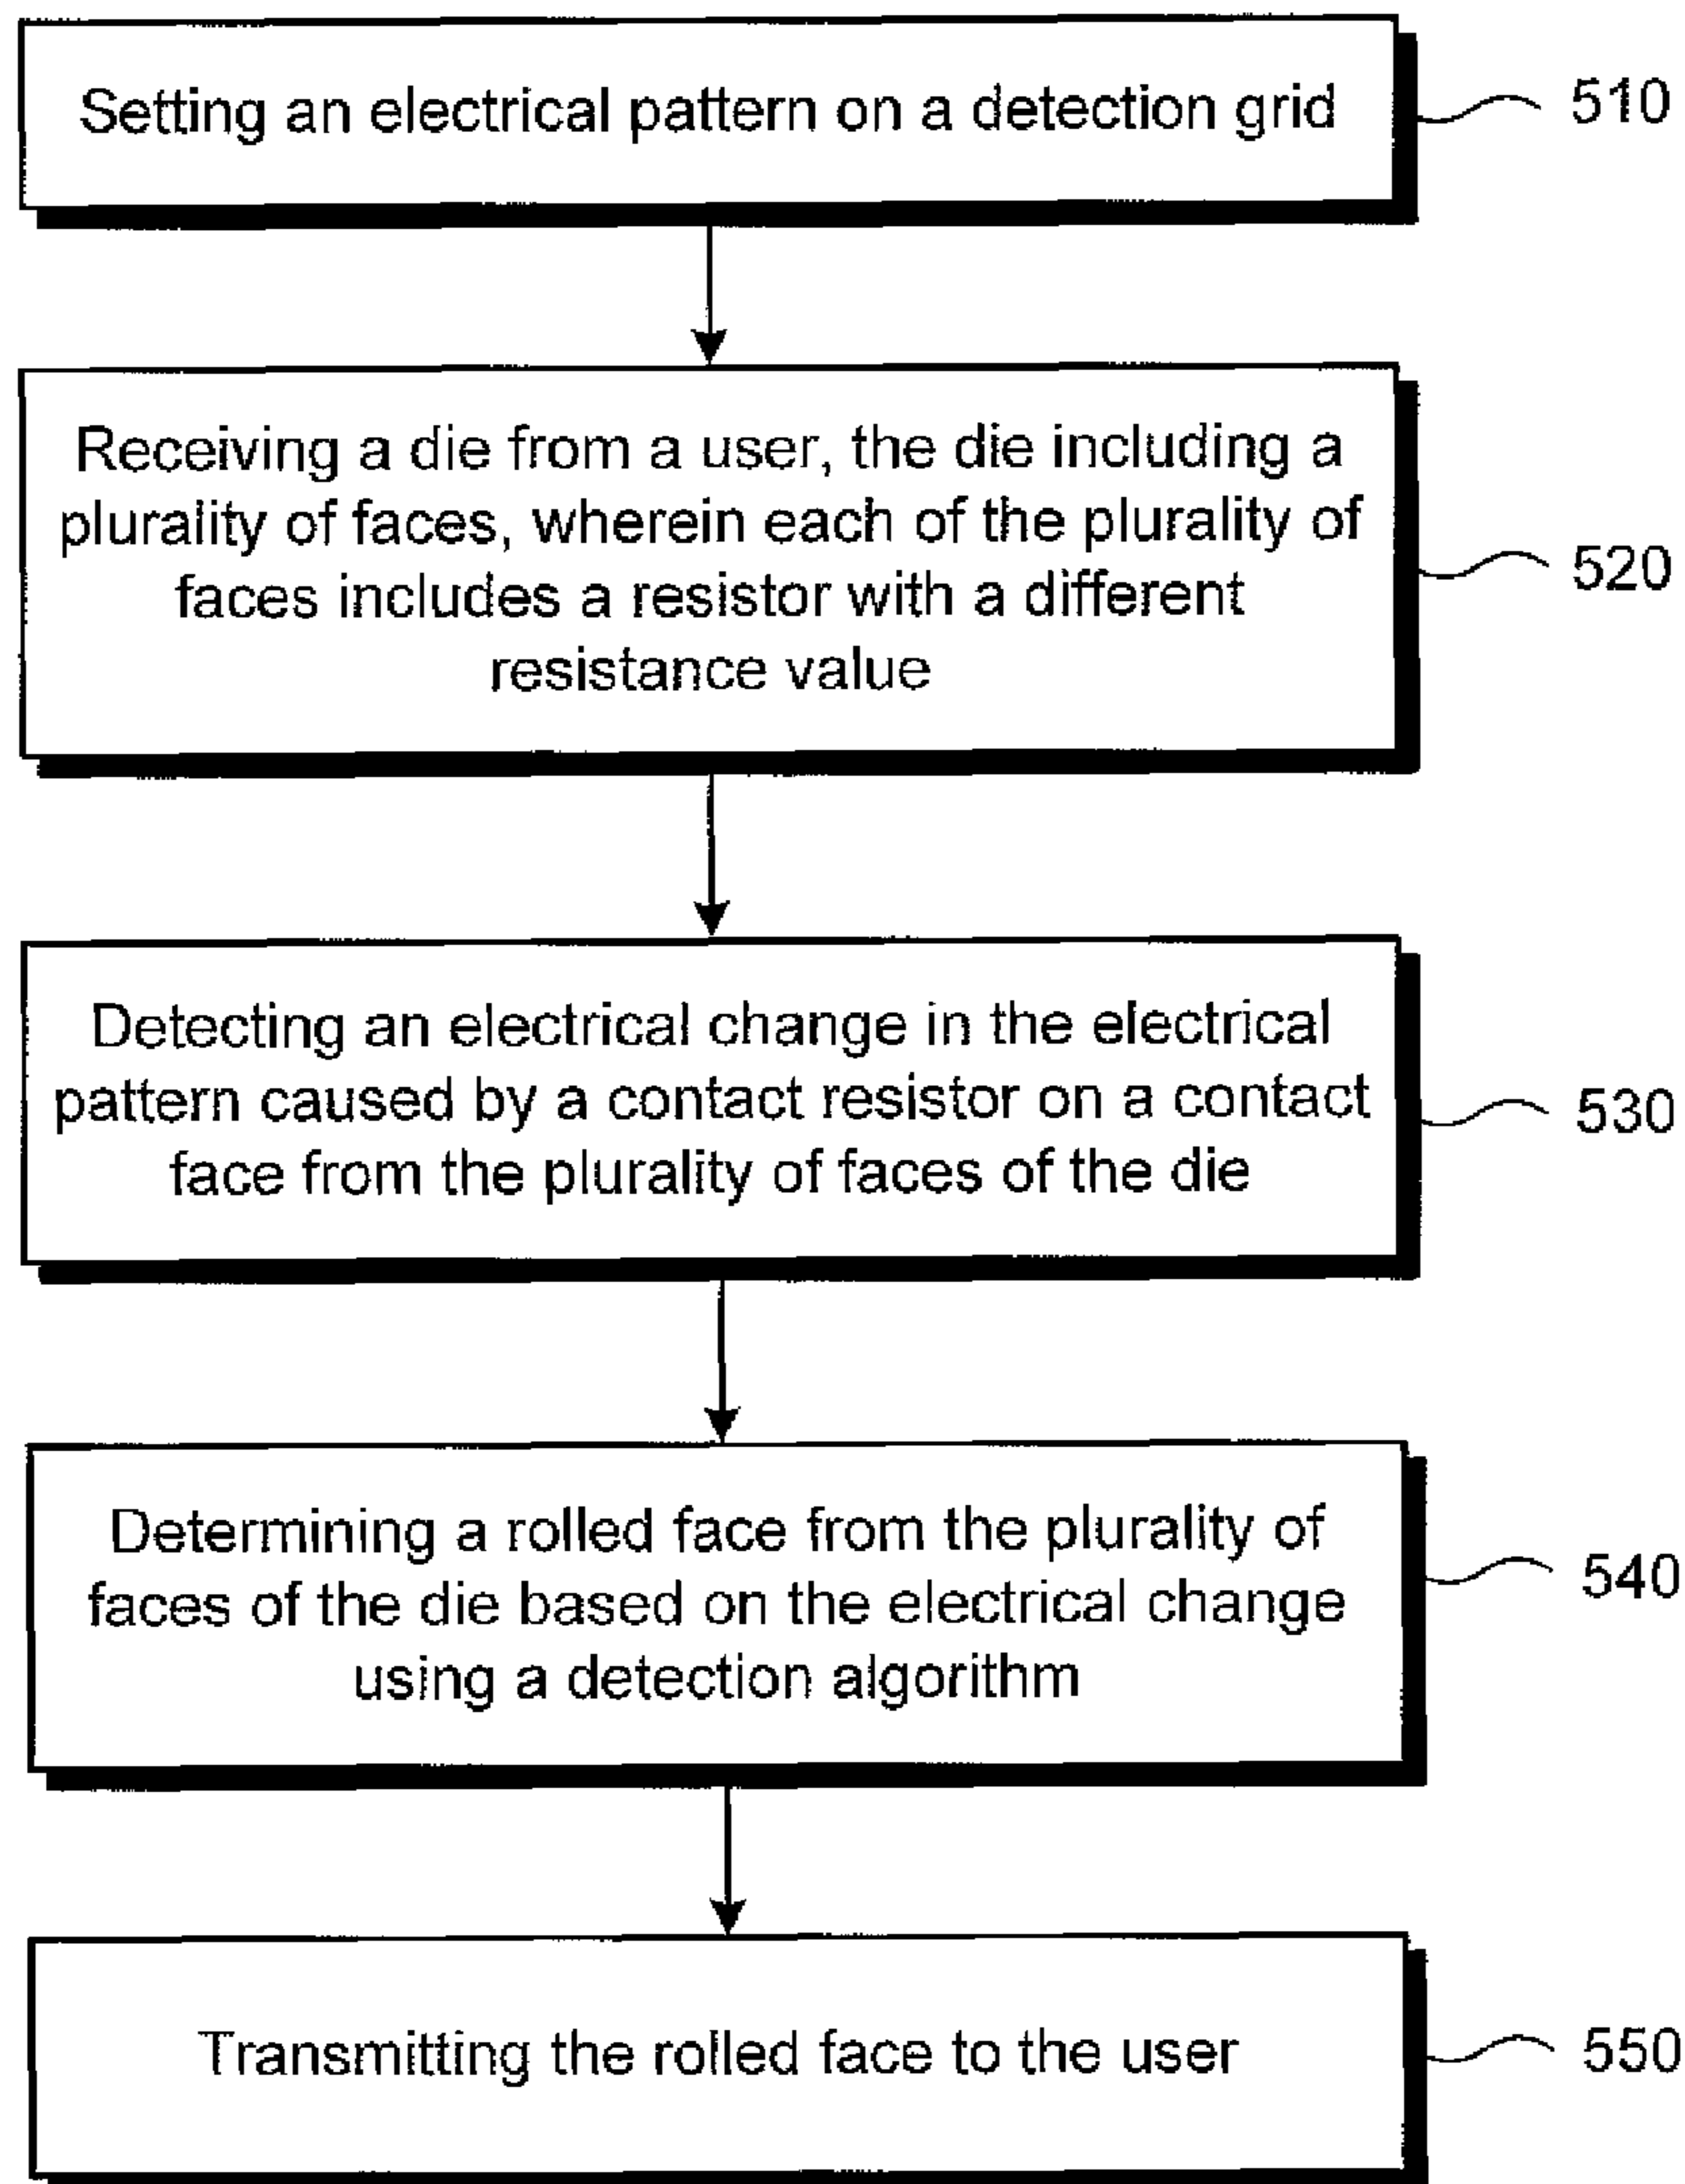 Setting an electrical pattern on a detection grid
510
Receiving a die from a user, the die including a
plurality of faces, wherein each of the plurality of
faces includes a resistor with a different
resistance value
520
Detecting an electrical change in the electrical
pattern caused by a contact resistor on a contact
face from the plurality of faces of the die
530
Determining a rolled face from the plurality of
faces of the die based on the electrical change
using a detection algorithm
540
Transmitting the rolled face to the user
550